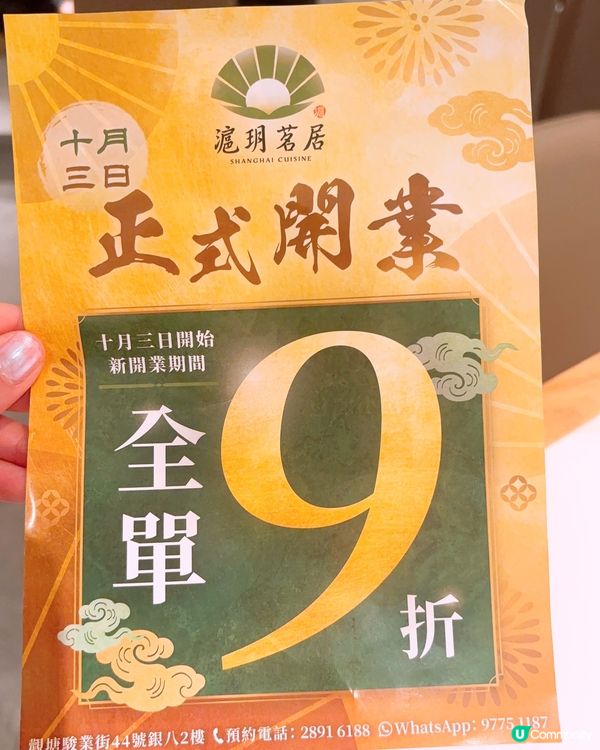 滬玥茗居
SHANGHAI CUISINE
十月
三日
正式開業
十月三日開始
新開業期間
全單
9
折
觀塘駿業街44號銀八2樓 預約電話：2891 6188 WhatsApp：9775 1187
U Community